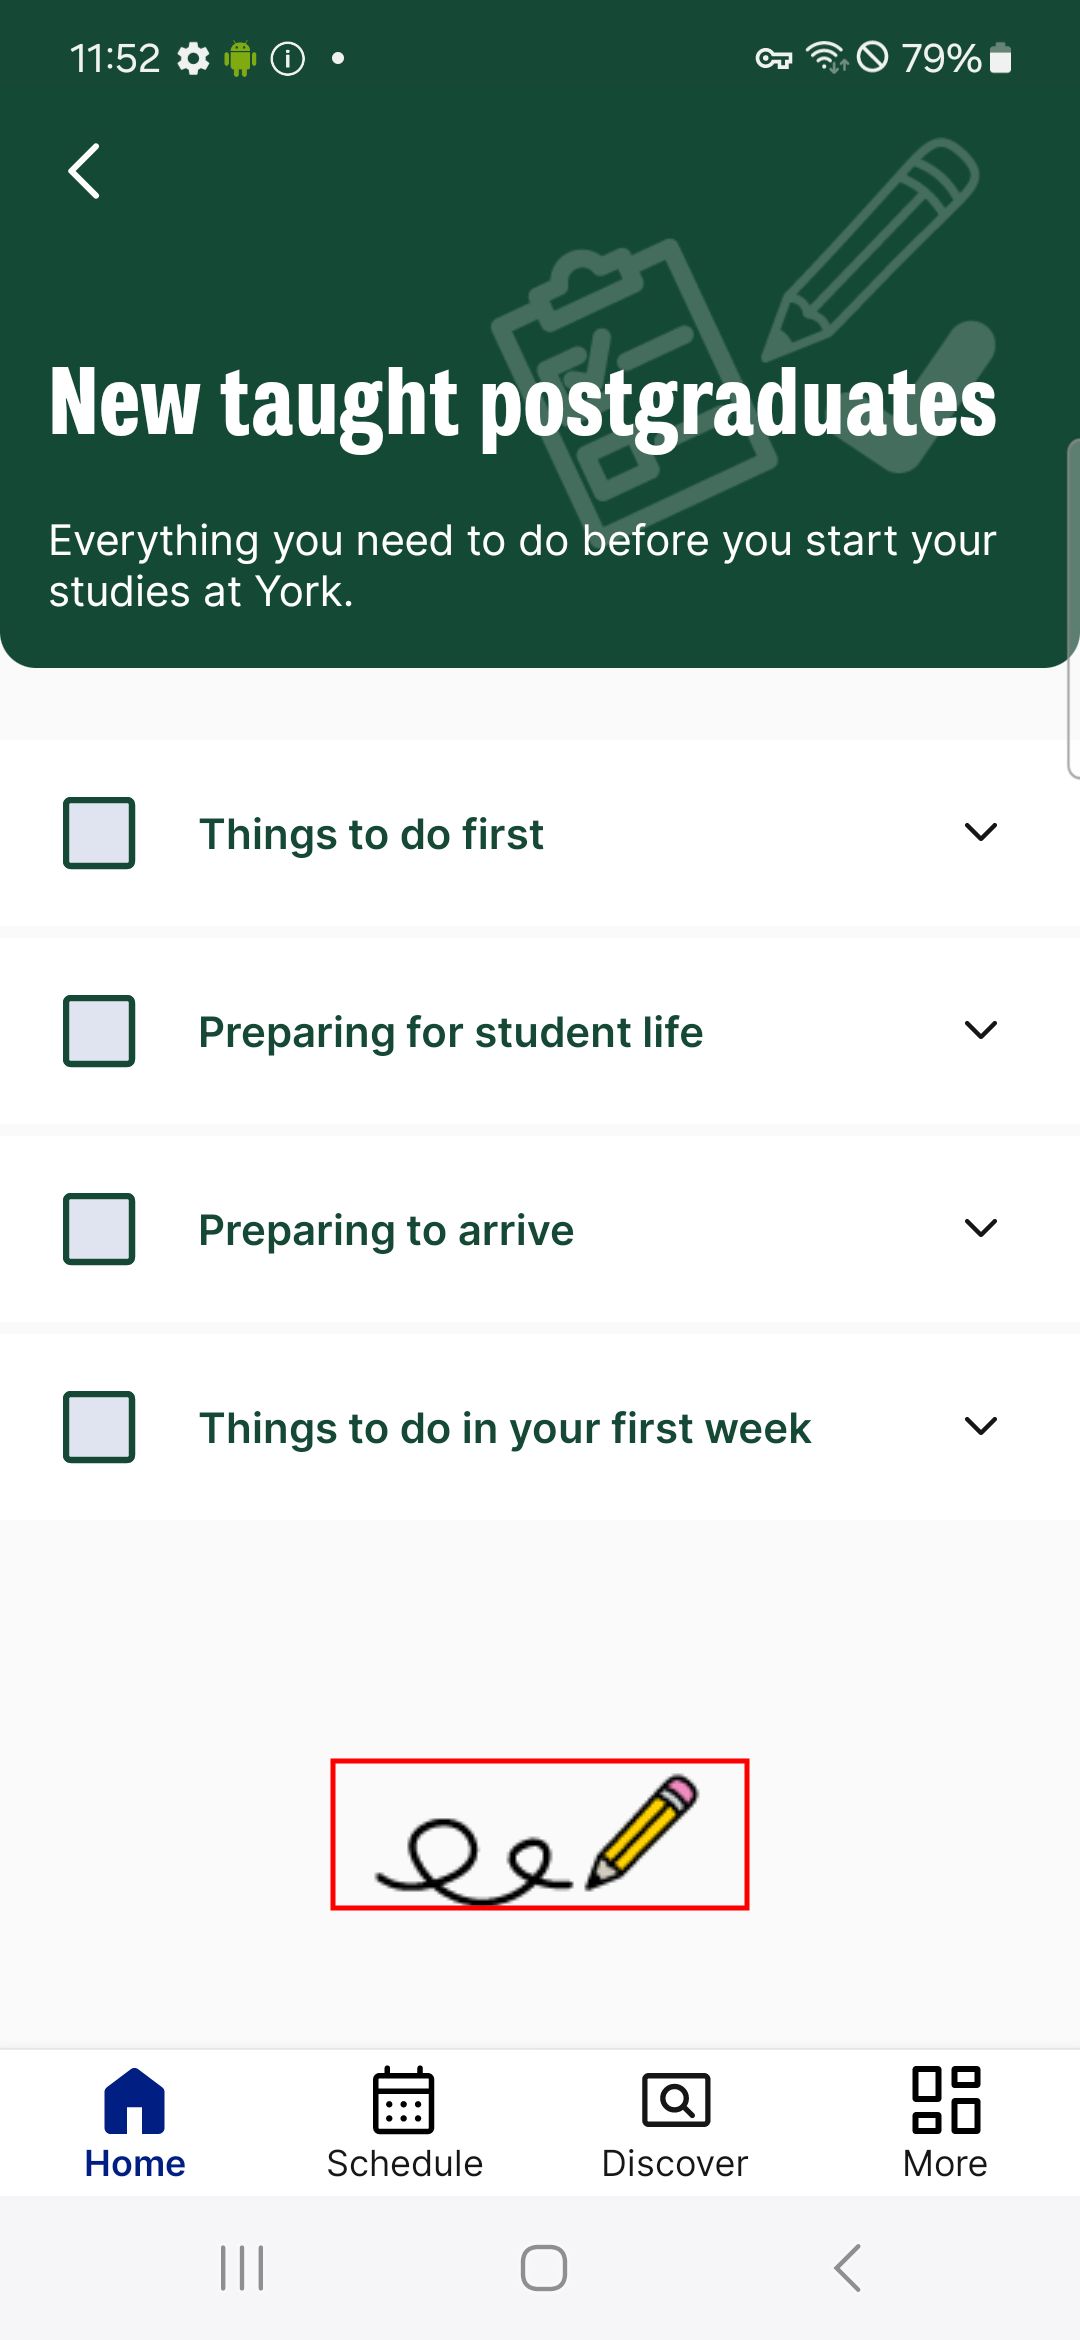 11:52
79%
New taught postgraduates
Everything you need to do before you start your
studies at York.
Things to do first
Preparing for student life
Preparing to arrive
Things to do in your first week
Home
Schedule
Discover
More